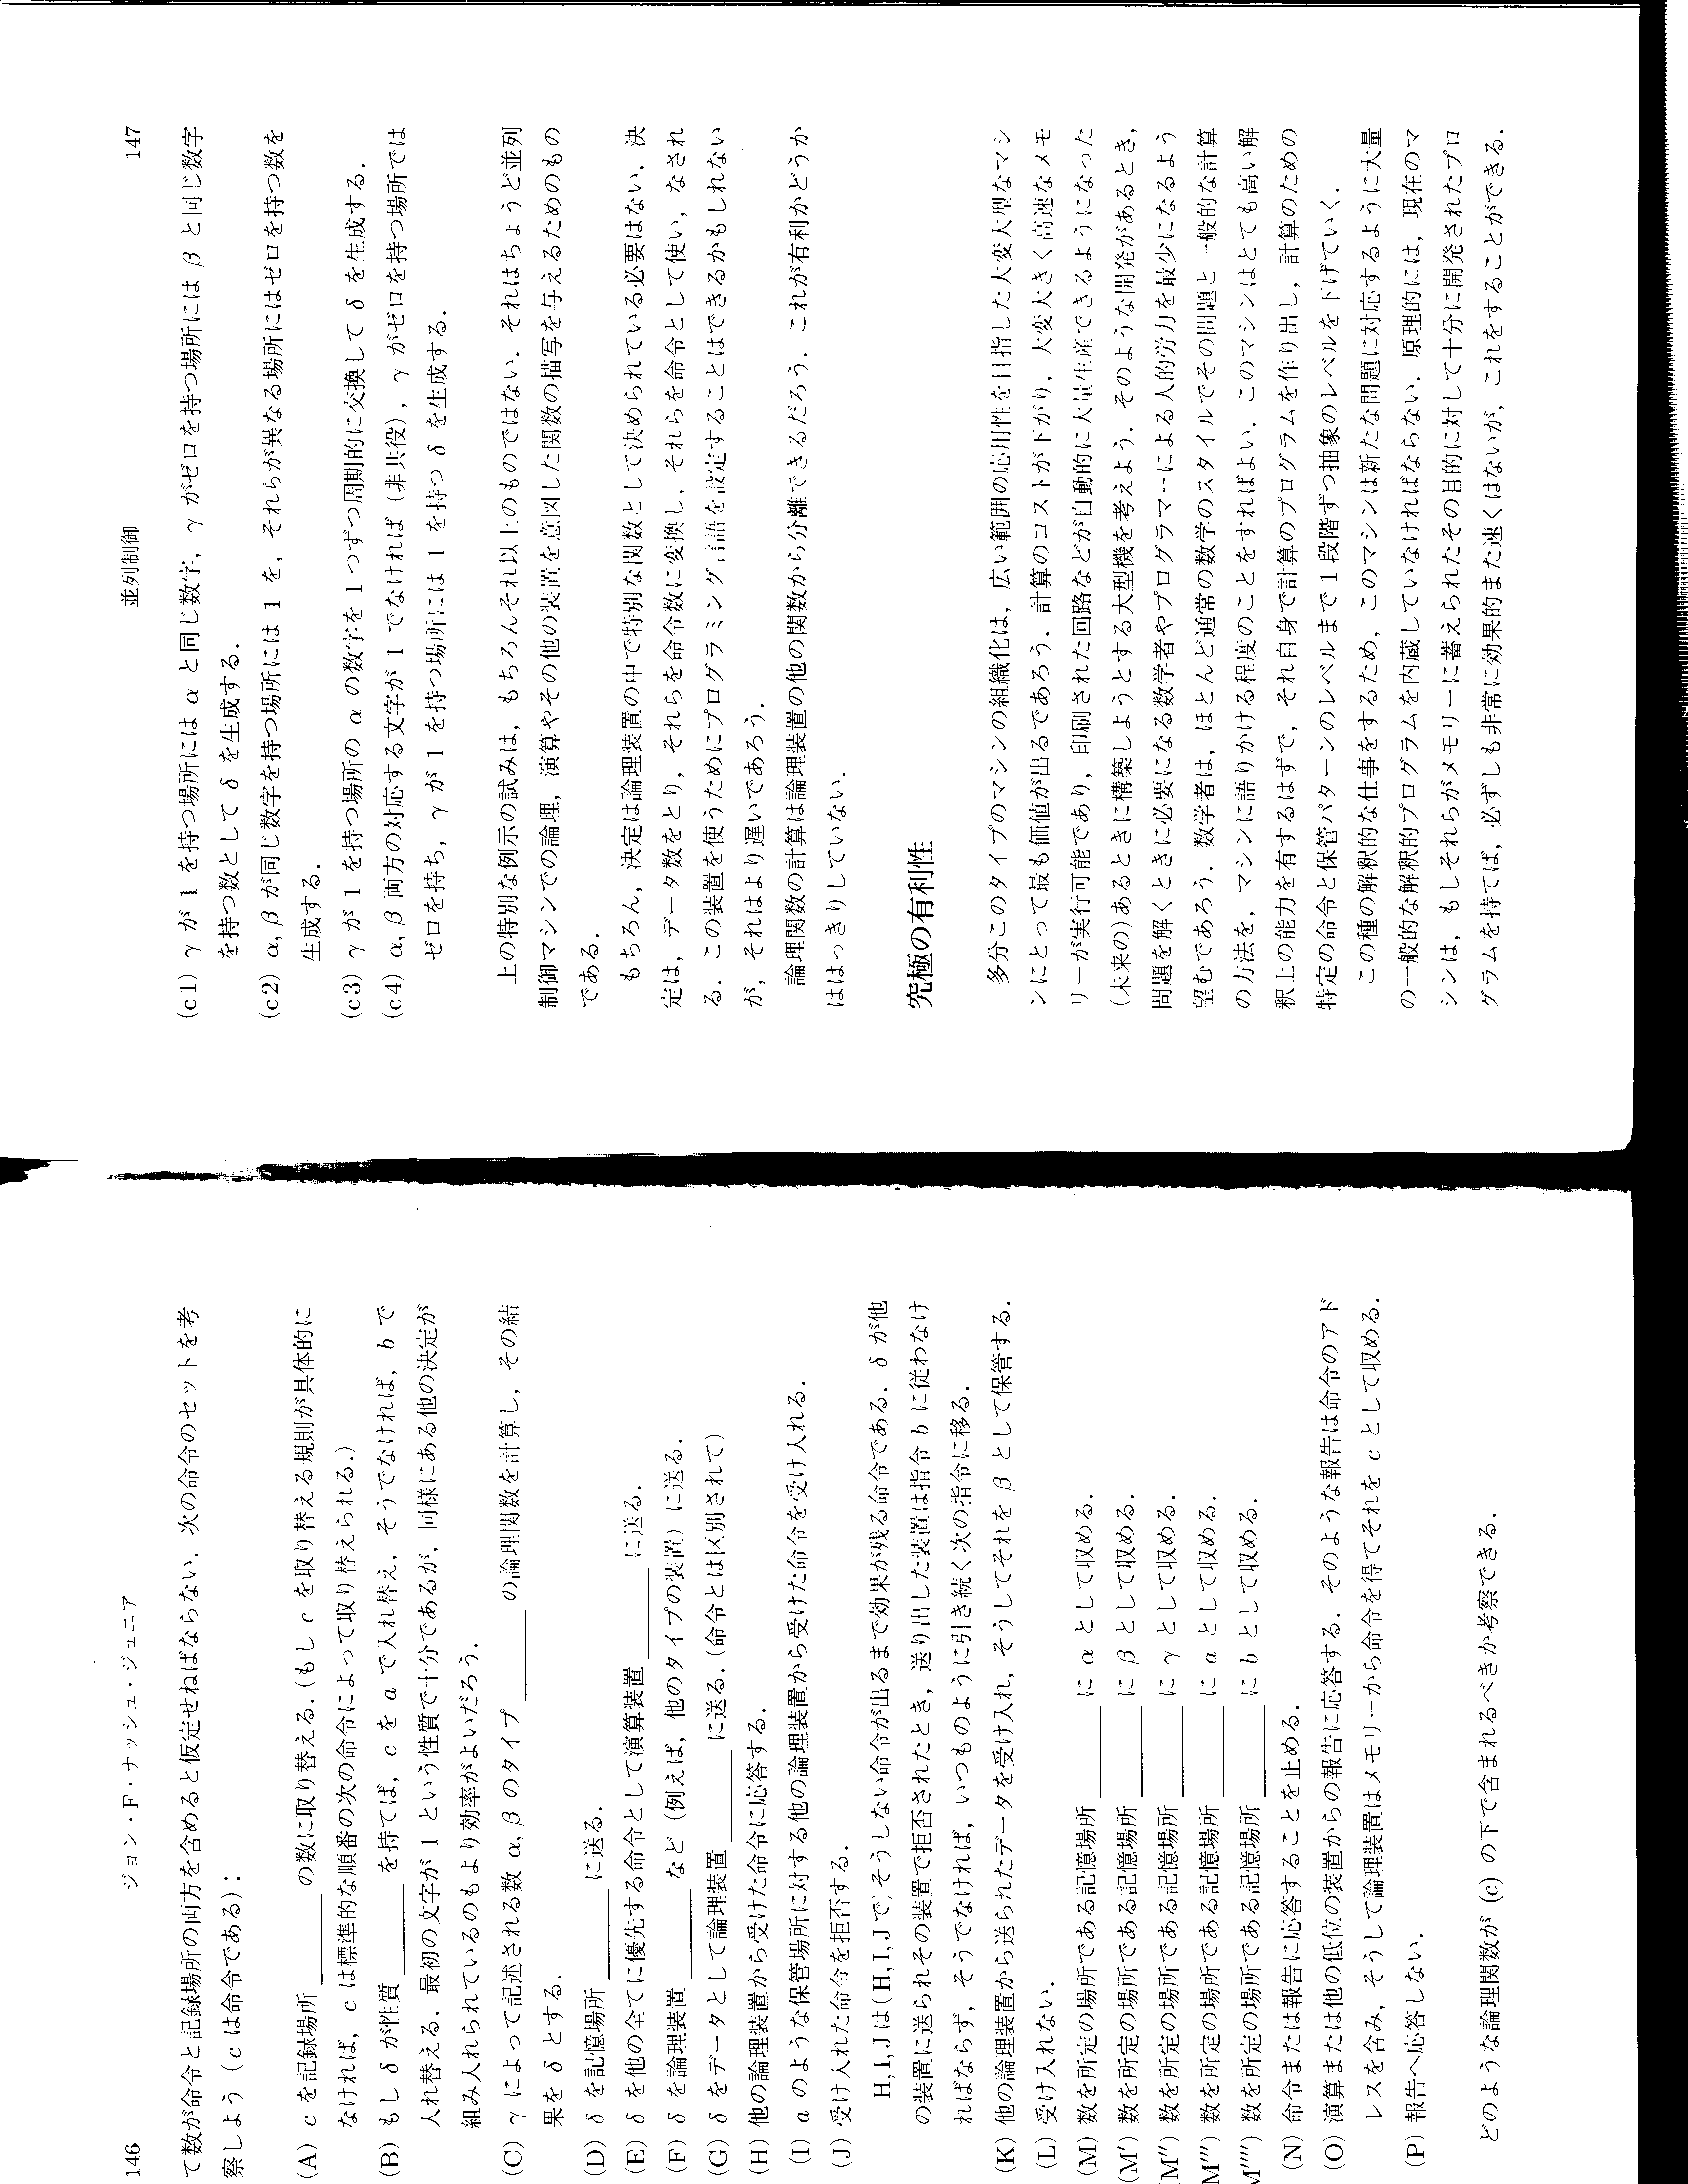 146
ジョン・F・ナッシュ・ジュニア
て数が命令と記録場所の両方を含めると仮定せねばならない．次の命令のセットを考
察しよう（c は命令である）：
(A) c を記録場所＿＿＿の数に取り替える．(もし c を取り替える規則が具体的に
なければ，c は標準的な順番の次の命令によって取り替えられる．)
(B) もし δ が性質＿＿＿を持てば，c を a で入れ替え，そうでなければ，b で
入れ替える．最初の文字が 1 という性質で十分であるが，同様にある他の決定が
組み入れられているのもより効率がよいだろう．
(C) γ によって記述される数 α, β のタイプ＿＿＿の論理関数を計算し，その結
果を δ とする．
(D) δ を記憶場所＿＿＿に送る．
(E) δ を他の全てに優先する命令として演算装置＿＿＿に送る．
(F) δ を論理装置＿＿＿など（例えば，他のタイプの装置）に送る．
(G) δ をデータとして論理装置＿＿＿に送る．(命令とは区別されて)
(H) 他の論理装置から受けた命令に応答する．
(I) a のような保管場所に対する他の論理装置から受けた命令を受け入れる．
(J) 受け入れた命令を拒否する．
H, I, J は(H, I, J で)そうしない命令が出るまで効果が残る命令である．δ が他
の装置に送られその装置で拒否されたとき，送り出した装置は指令 b に従わなけ
ればならず，そうでなければ，いつものように引き続く次の指令に移る．
(K) 他の論理装置から送られたデータを受け入れ，そうしてそれを β として保管する．
(L) 受け入れない．
(M) 数を所定の場所である記憶場所＿＿＿に α として収める．
(M′) 数を所定の場所である記憶場所＿＿＿に β として収める．
(M″) 数を所定の場所である記憶場所＿＿＿に γ として収める．
M‴) 数を所定の場所である記憶場所＿＿＿に a として収める．
M⁗) 数を所定の場所である記憶場所＿＿＿に b として収める．
(N) 命令または報告に応答することを止める．
(O) 演算または他の低位の装置からの報告に応答する．そのような報告は命令のアド
レスを含み，そうして論理装置はメモリーから命令を得てそれを c として収める．
(P) 報告へ応答しない．
どのような論理関数が (c) の下で含まれるべきか考察できる．
並列制御
147
(c1) γ が 1 を持つ場所には α と同じ数字，γ がゼロを持つ場所には β と同じ数字
を持つ数として δ を生成する．
(c2) α, β が同じ数字を持つ場所には 1 を，それらが異なる場所にはゼロを持つ数を
生成する．
(c3) γ が 1 を持つ場所の α の数字を 1 つずつ周期的に交換して δ を生成する．
(c4) α, β 両方の対応する文字が 1 でなければ（非共役），γ がゼロを持つ場所では
ゼロを持ち，γ が 1 を持つ場所には 1 を持つ δ を生成する．
上の特別な例示の試みは，もちろんそれ以上のものではない．それはちょうど並列
制御マシンでの論理，演算やその他の装置を意図した関数の描写を与えるためのもの
である．
もちろん，決定は論理装置の中で特別な関数として決められている必要はない．決
定は，データ数をとり，それらを命令数に変換し，それらを命令として使い，なされ
る．この装置を使うためにプログラミング言語を設定することはできるかもしれない
が，それはより遅いであろう．
論理関数の計算は論理装置の他の関数から分離できるだろう．これが有利かどうか
ははっきりしていない．
究極の有利性
多分このタイプのマシンの組織化は，広い範囲の応用性を目指した大変大型なマシ
ンにとって最も価値が出るであろう．計算のコストが下がり，大変大きく高速なメモ
リーが実行可能であり，印刷された回路などが自動的に大量生産できるようになった
(未来の)あるときに構築しようとする大型機を考えよう．そのような開発があるとき，
問題を解くときに必要になる数学者やプログラマーによる人的労力を最少になるよう
望むであろう．数学者は，ほとんど通常の数学のスタイルでその問題と一般的な計算
の方法を，マシンに語りかける程度のことをすればよい．このマシンはとても高い解
釈上の能力を有するはずで，それ自身で計算のプログラムを作り出し，計算のための
特定の命令と保管パターンのレベルまで 1 段階ずつ抽象のレベルを下げていく．
この種の解釈的な仕事をするため，このマシンは新たな問題に対応するように大量
の一般的な解釈的プログラムを内蔵していなければならない．原理的には，現在のマ
シンは，もしそれらがメモリーに蓄えられたその目的に対して十分に開発されたプロ
グラムを持てば，必ずしも非常に効果的また速くはないが，これをすることができる．